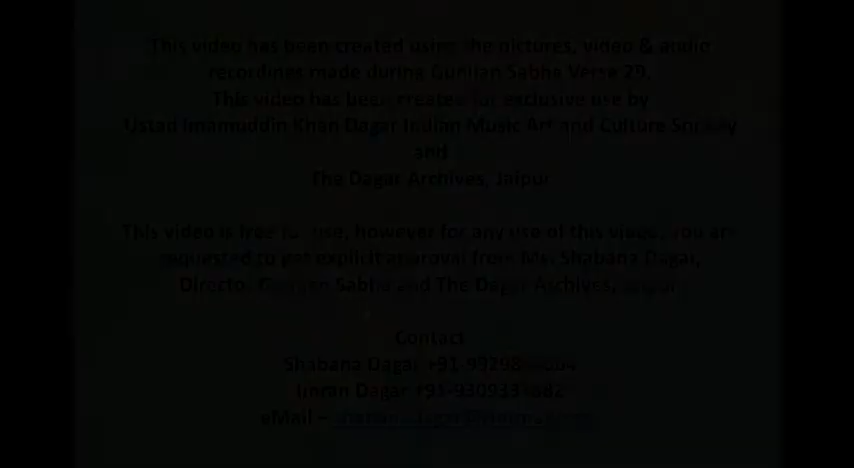 This video has been created using the pictures, video & audio
recordings made during Gunijan Sabha Verse 29.
This video has been created for exclusive use by
Ustad Imamuddin Khan Dagar Indian Music Art and Culture Society
and
The Dagar Archives, Jaipur
This video is free to use, however for any use of this video, you are
requested to get explicit approval from Ms. Shabana Dagar,
Director Gunijan Sabha and The Dagar Archives, Jaipur
Contact
Shabana Dagar
Imran Dagar
eMail –